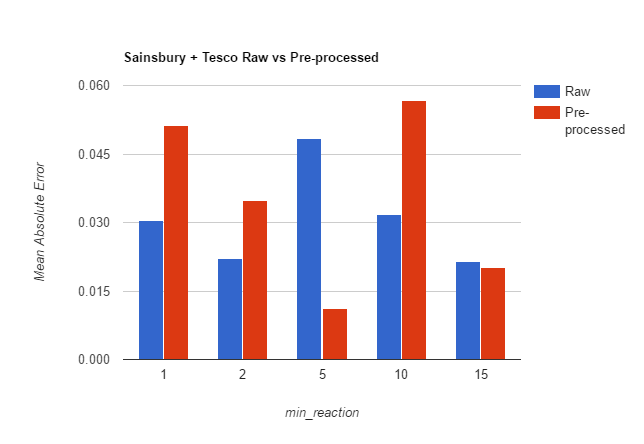 Sainsbury + Tesco Raw vs Pre-processed
0.060
0.045
0.030
0.015
0.000
Mean Absolute Error
1 2 5 10 15
min_reaction
Raw
Pre-
processed